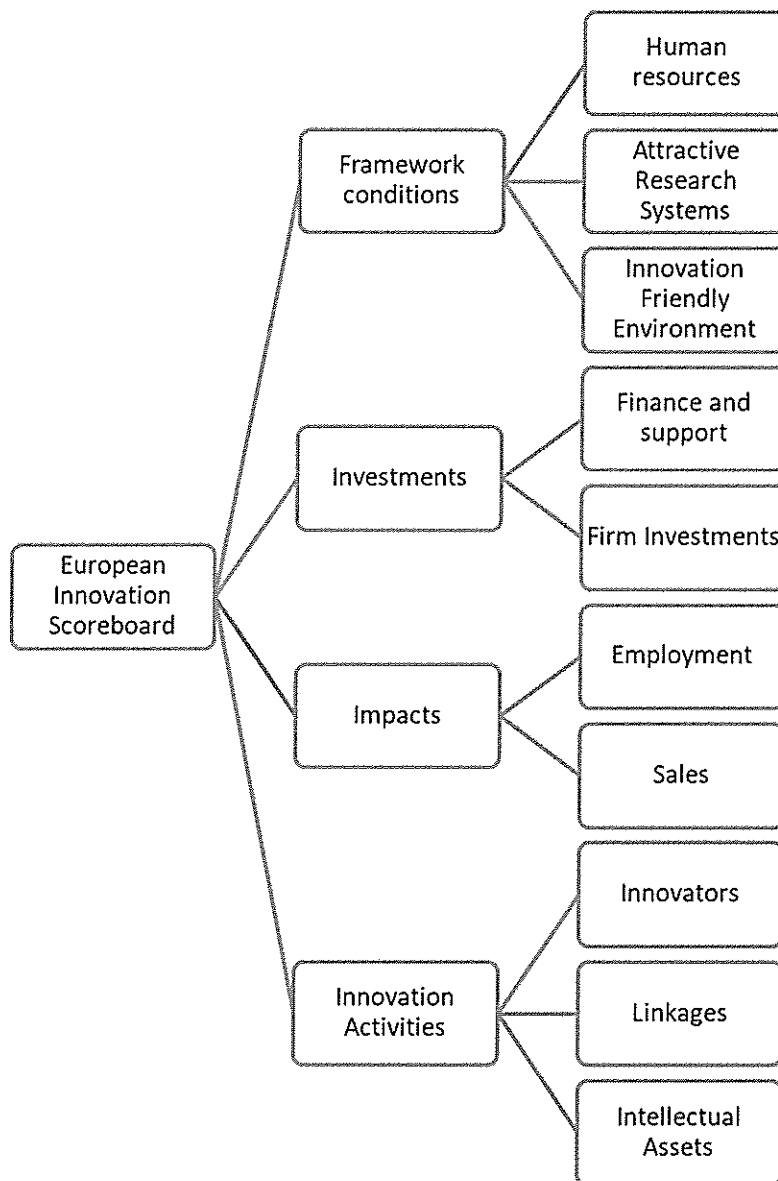 Human
resources
Framework
conditions
Attractive
Research
Systems
Innovation
Friendly
Environment
Finance and
support
Investments
Firm Investments
European
Innovation
Scoreboard
Employment
Impacts
Sales
Innovators
Innovation
Activities
Linkages
Intellectual
Assets